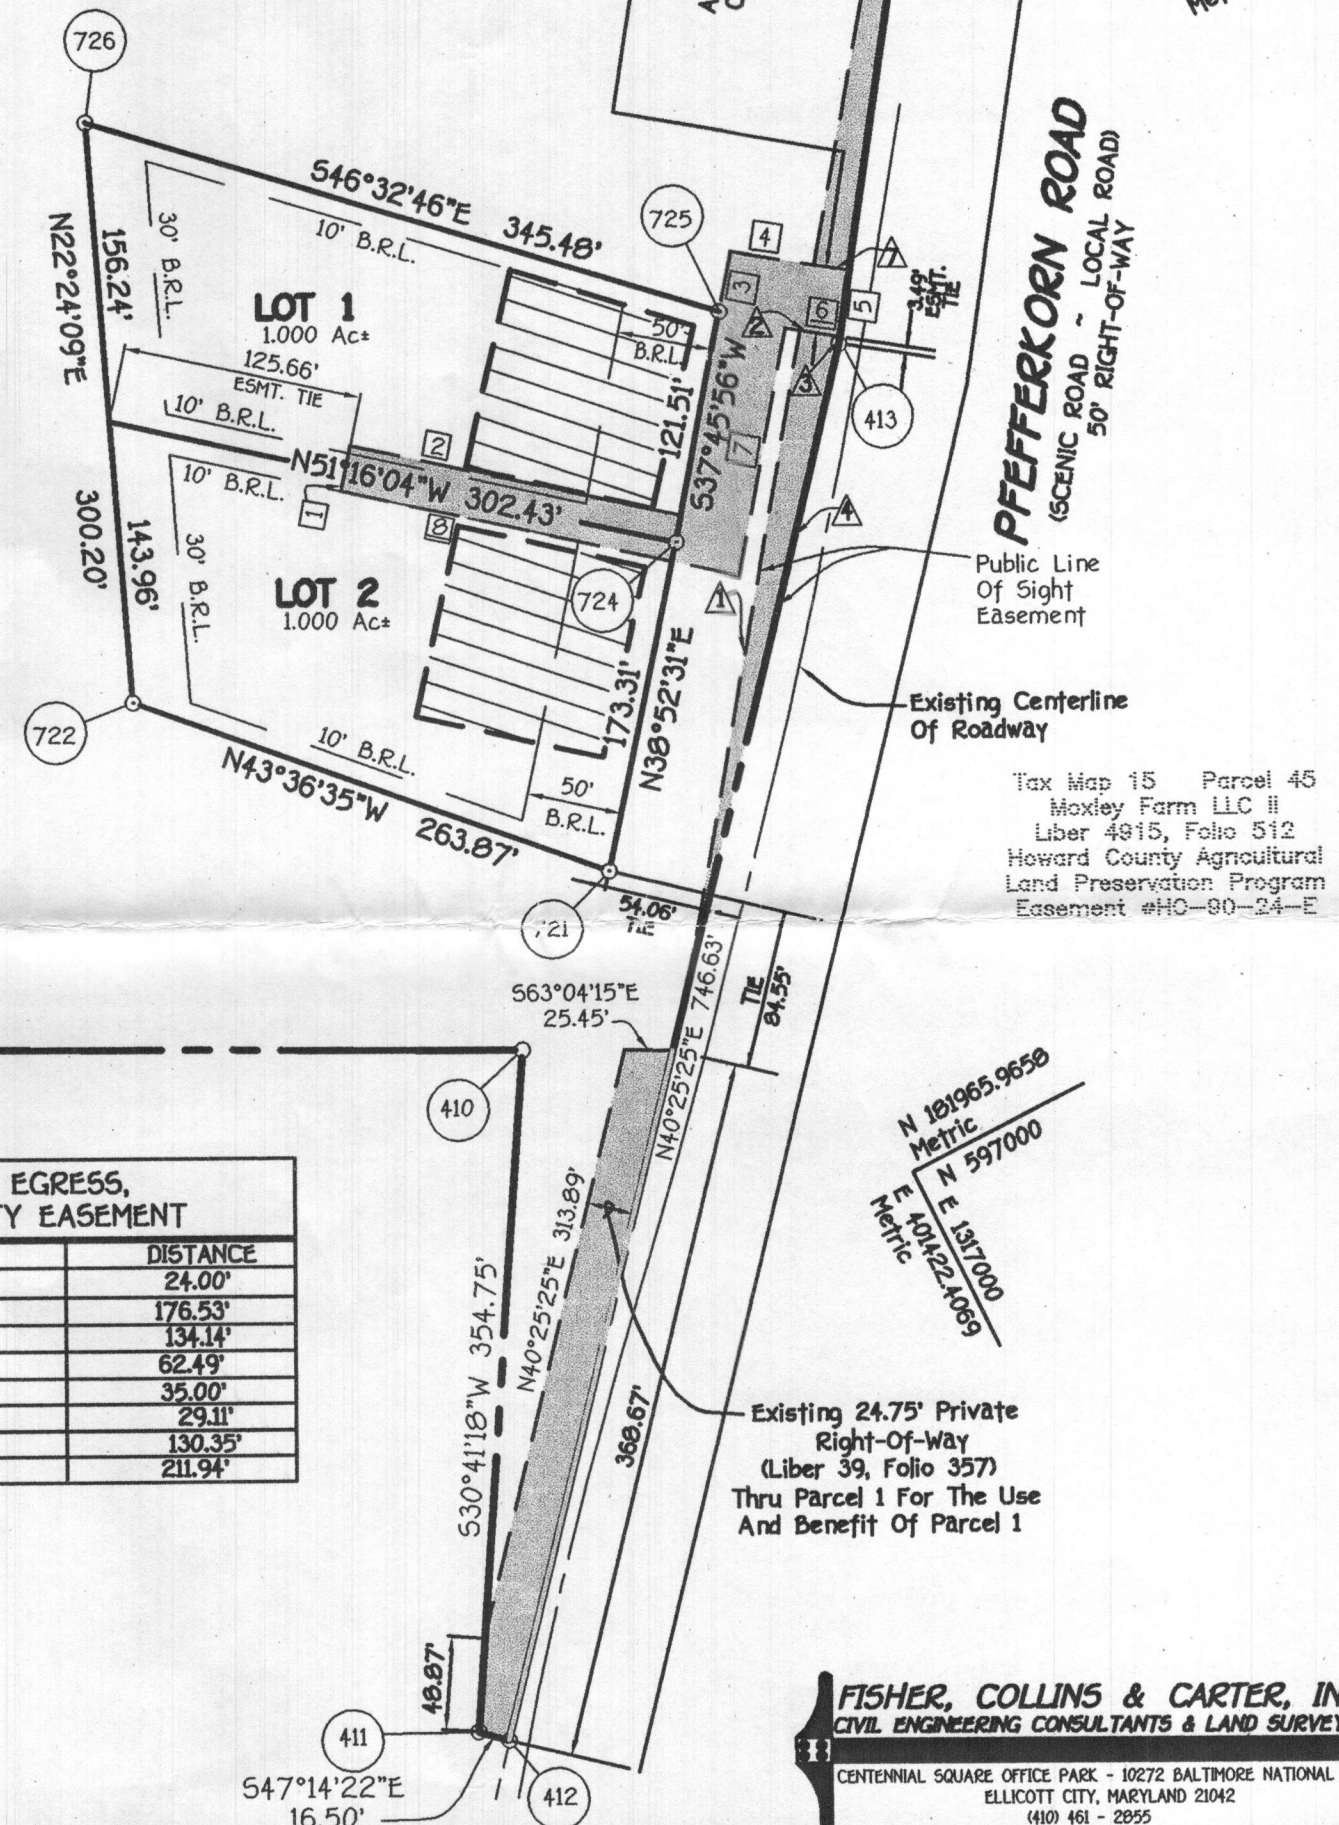 726
S46°32'46"E 345.48'
10' B.R.L.
725
N22°24'09"E
300.20'
156.24'
143.96'
30' B.R.L.
LOT 1
1.000 Ac±
125.66'
ESMT. TIE
10' B.R.L.
50'
B.R.L.
121.51'
S37°45'56"W
N51°16'04"W 302.43'
10' B.R.L.
1
2
3
4
5
6
7
8
30' B.R.L.
LOT 2
1.000 Ac±
724
722
10' B.R.L.
N43°36'35"W 263.87'
50'
B.R.L.
173.31'
N38°52'31"E
721
54.06'
TIE
1
2
3
4
7
3.49'
ESMT.
TIE
413
PFEFFERKORN ROAD
(SCENIC ROAD ~ LOCAL ROAD)
50' RIGHT-OF-WAY
Public Line
Of Sight
Easement
Existing Centerline
Of Roadway
Tax Map 15 Parcel 45
Moxley Farm LLC II
Liber 4915, Folio 512
Howard County Agricultural
Land Preservation Program
Easement #HO-90-24-E
S63°04'15"E
25.45'
N40°25'25"E 746.63'
TIE
84.55'
410
N 181965.9658
Metric
N 597000
E 1317000
E 401422.4069
Metric
EGRESS,
TY EASEMENT
DISTANCE
24.00'
176.53'
134.14'
62.49'
35.00'
29.11'
130.35'
211.94'
S30°41'18"W 354.75'
N40°25'25"E 313.89'
368.67'
Existing 24.75' Private
Right-Of-Way
(Liber 39, Folio 357)
Thru Parcel 1 For The Use
And Benefit Of Parcel 1
48.87'
411
412
S47°14'22"E
16.50'
FISHER, COLLINS & CARTER, IN
CIVIL ENGINEERING CONSULTANTS & LAND SURVEY
CENTENNIAL SQUARE OFFICE PARK - 10272 BALTIMORE NATIONAL
ELLICOTT CITY, MARYLAND 21042
(410) 461 - 2855